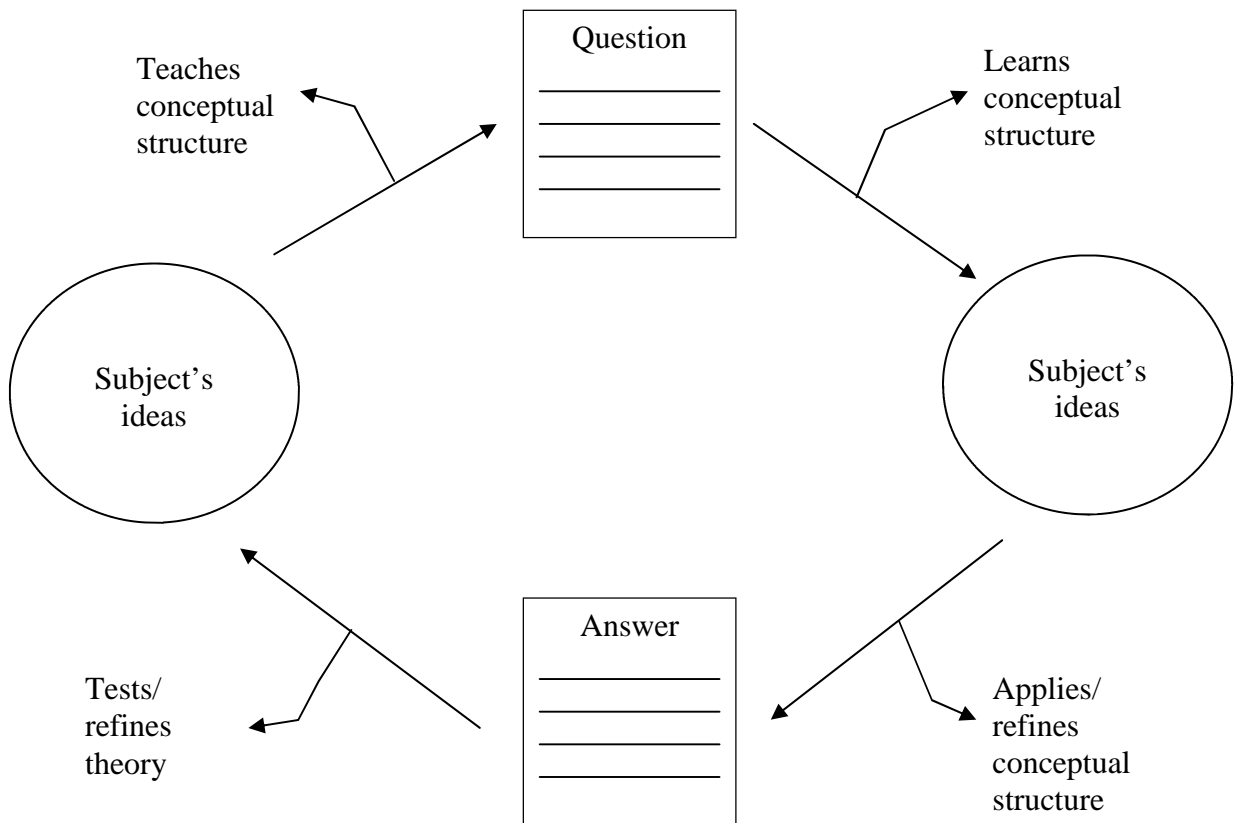 Question
Teaches
conceptual
structure
Learns
conceptual
structure
Subject’s
ideas
Subject’s
ideas
Answer
Tests/
refines
theory
Applies/
refines
conceptual
structure